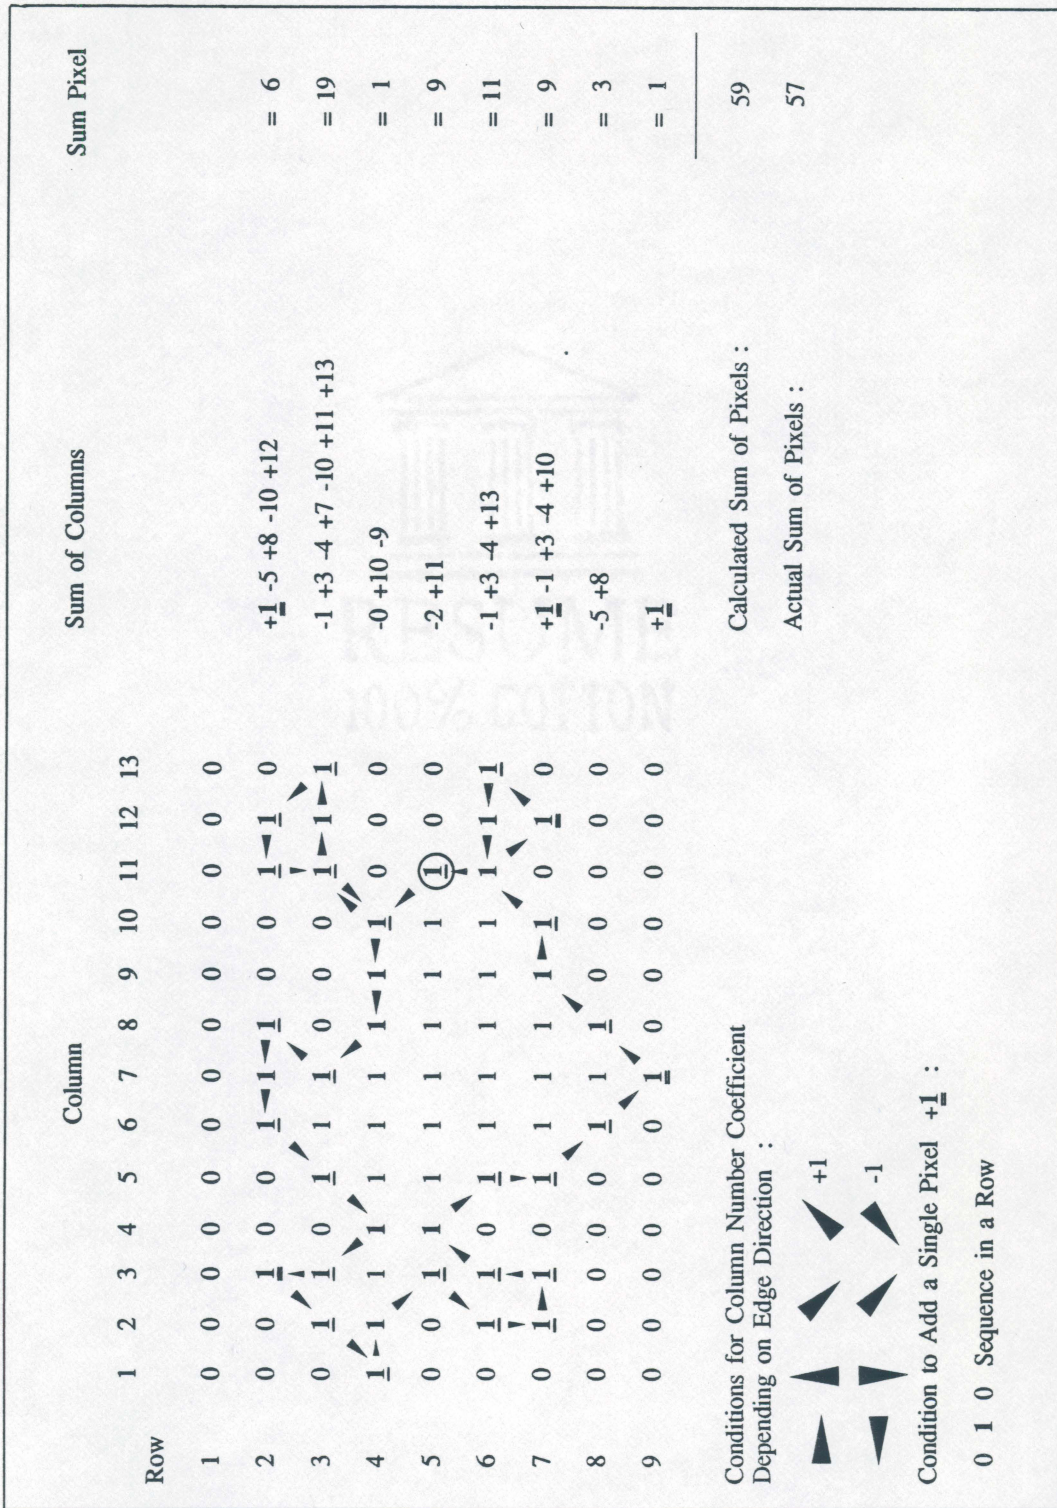 Column Sum of Columns Sum Pixel
Row 1 2 3 4 5 6 7 8 9 10 11 12 13
1 0 0 0 0 0 0 0 0 0 0 0 0 0
2 0 0 1 0 0 1 1 1 0 0 1 1 0 +1 -5 +8 -10 +12 = 6
3 0 1 1 0 1 1 1 0 0 0 1 1 1 -1 +3 -4 +7 -10 +11 +13 = 19
4 1 1 1 1 1 1 1 1 1 1 0 0 0 -0 +10 -9 = 1
5 0 0 1 1 1 1 1 1 1 1 1 0 0 -2 +11 = 9
6 0 1 1 0 1 1 1 1 1 1 1 1 1 -1 +3 -4 +13 = 11
7 0 1 1 0 1 1 1 1 1 1 0 1 0 +1 -1 +3 -4 +10 = 9
8 0 0 0 0 0 1 1 1 0 0 0 0 0 -5 +8 = 3
9 0 0 0 0 0 0 1 0 0 0 0 0 0 +1 = 1
Conditions for Column Number Coefficient Calculated Sum of Pixels : 59
Depending on Edge Direction :
Actual Sum of Pixels : 57
+1
-1
Condition to Add a Single Pixel +1 :
0 1 0 Sequence in a Row
RESUME
100% COTTON